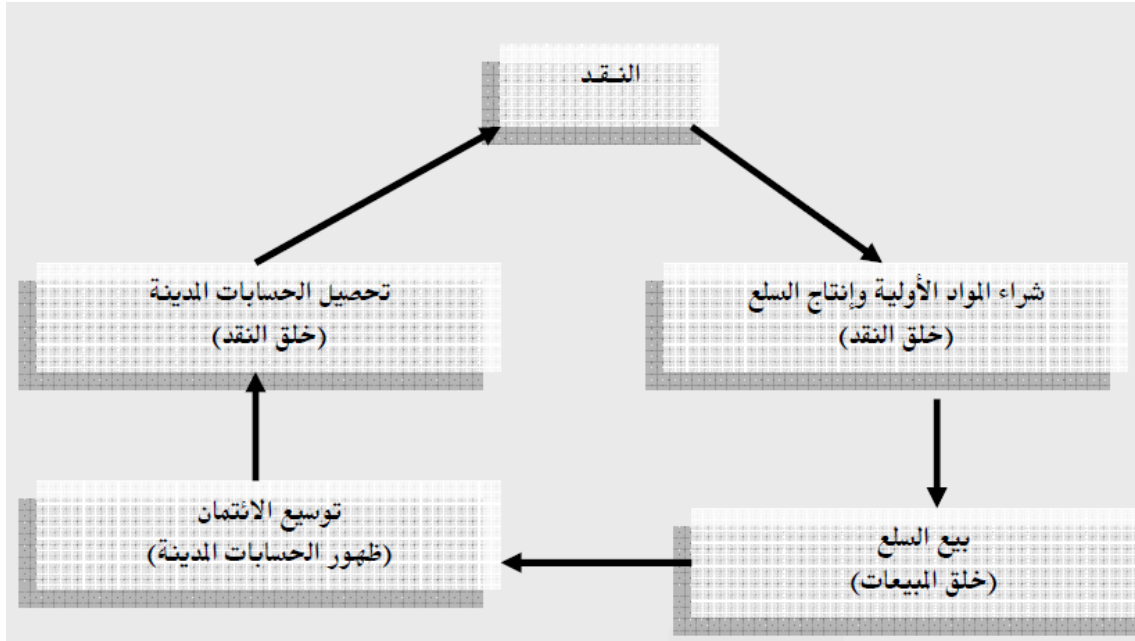 النـقـد
شراء المواد الأولية وإنتاج السلع
(خلق النقد)
بيع السلع
(خلق المبيعات)
توسيع الائتمان
(ظهور الحسابات المدينة)
تحصيل الحسابات المدينة
(خلق النقد)